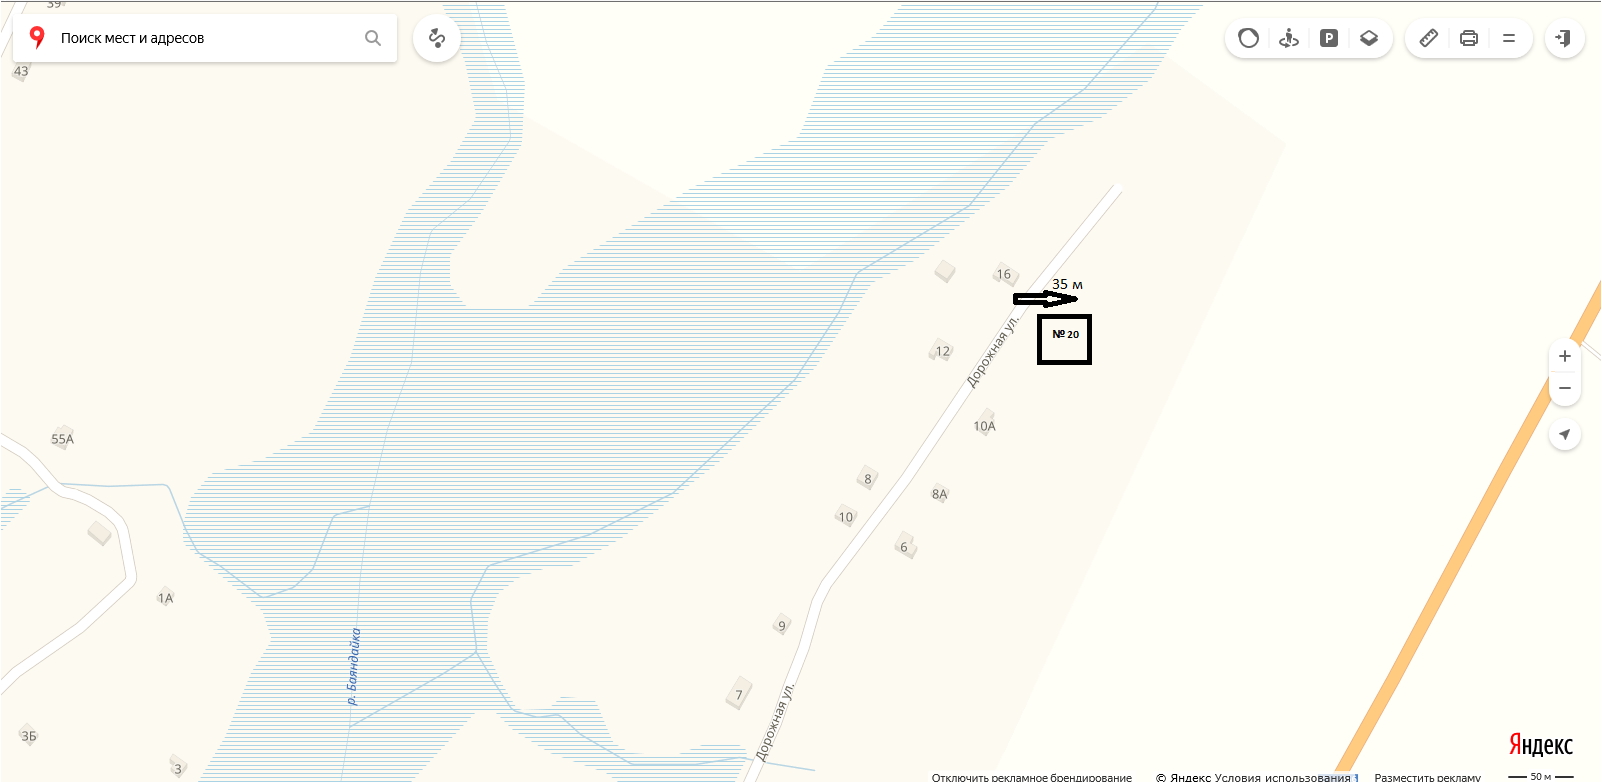 39
Поиск мест и адресов
P
43
16
35 м
Дорожная ул.
№ 20
12
10А
55А
8
8А
10
6
1А
9
р. Баяндайка
7
Дорожная ул.
3Б
3
Яндекс
Отключить рекламное брендирование © Яндекс Условия использования Разместить рекламу 50 м